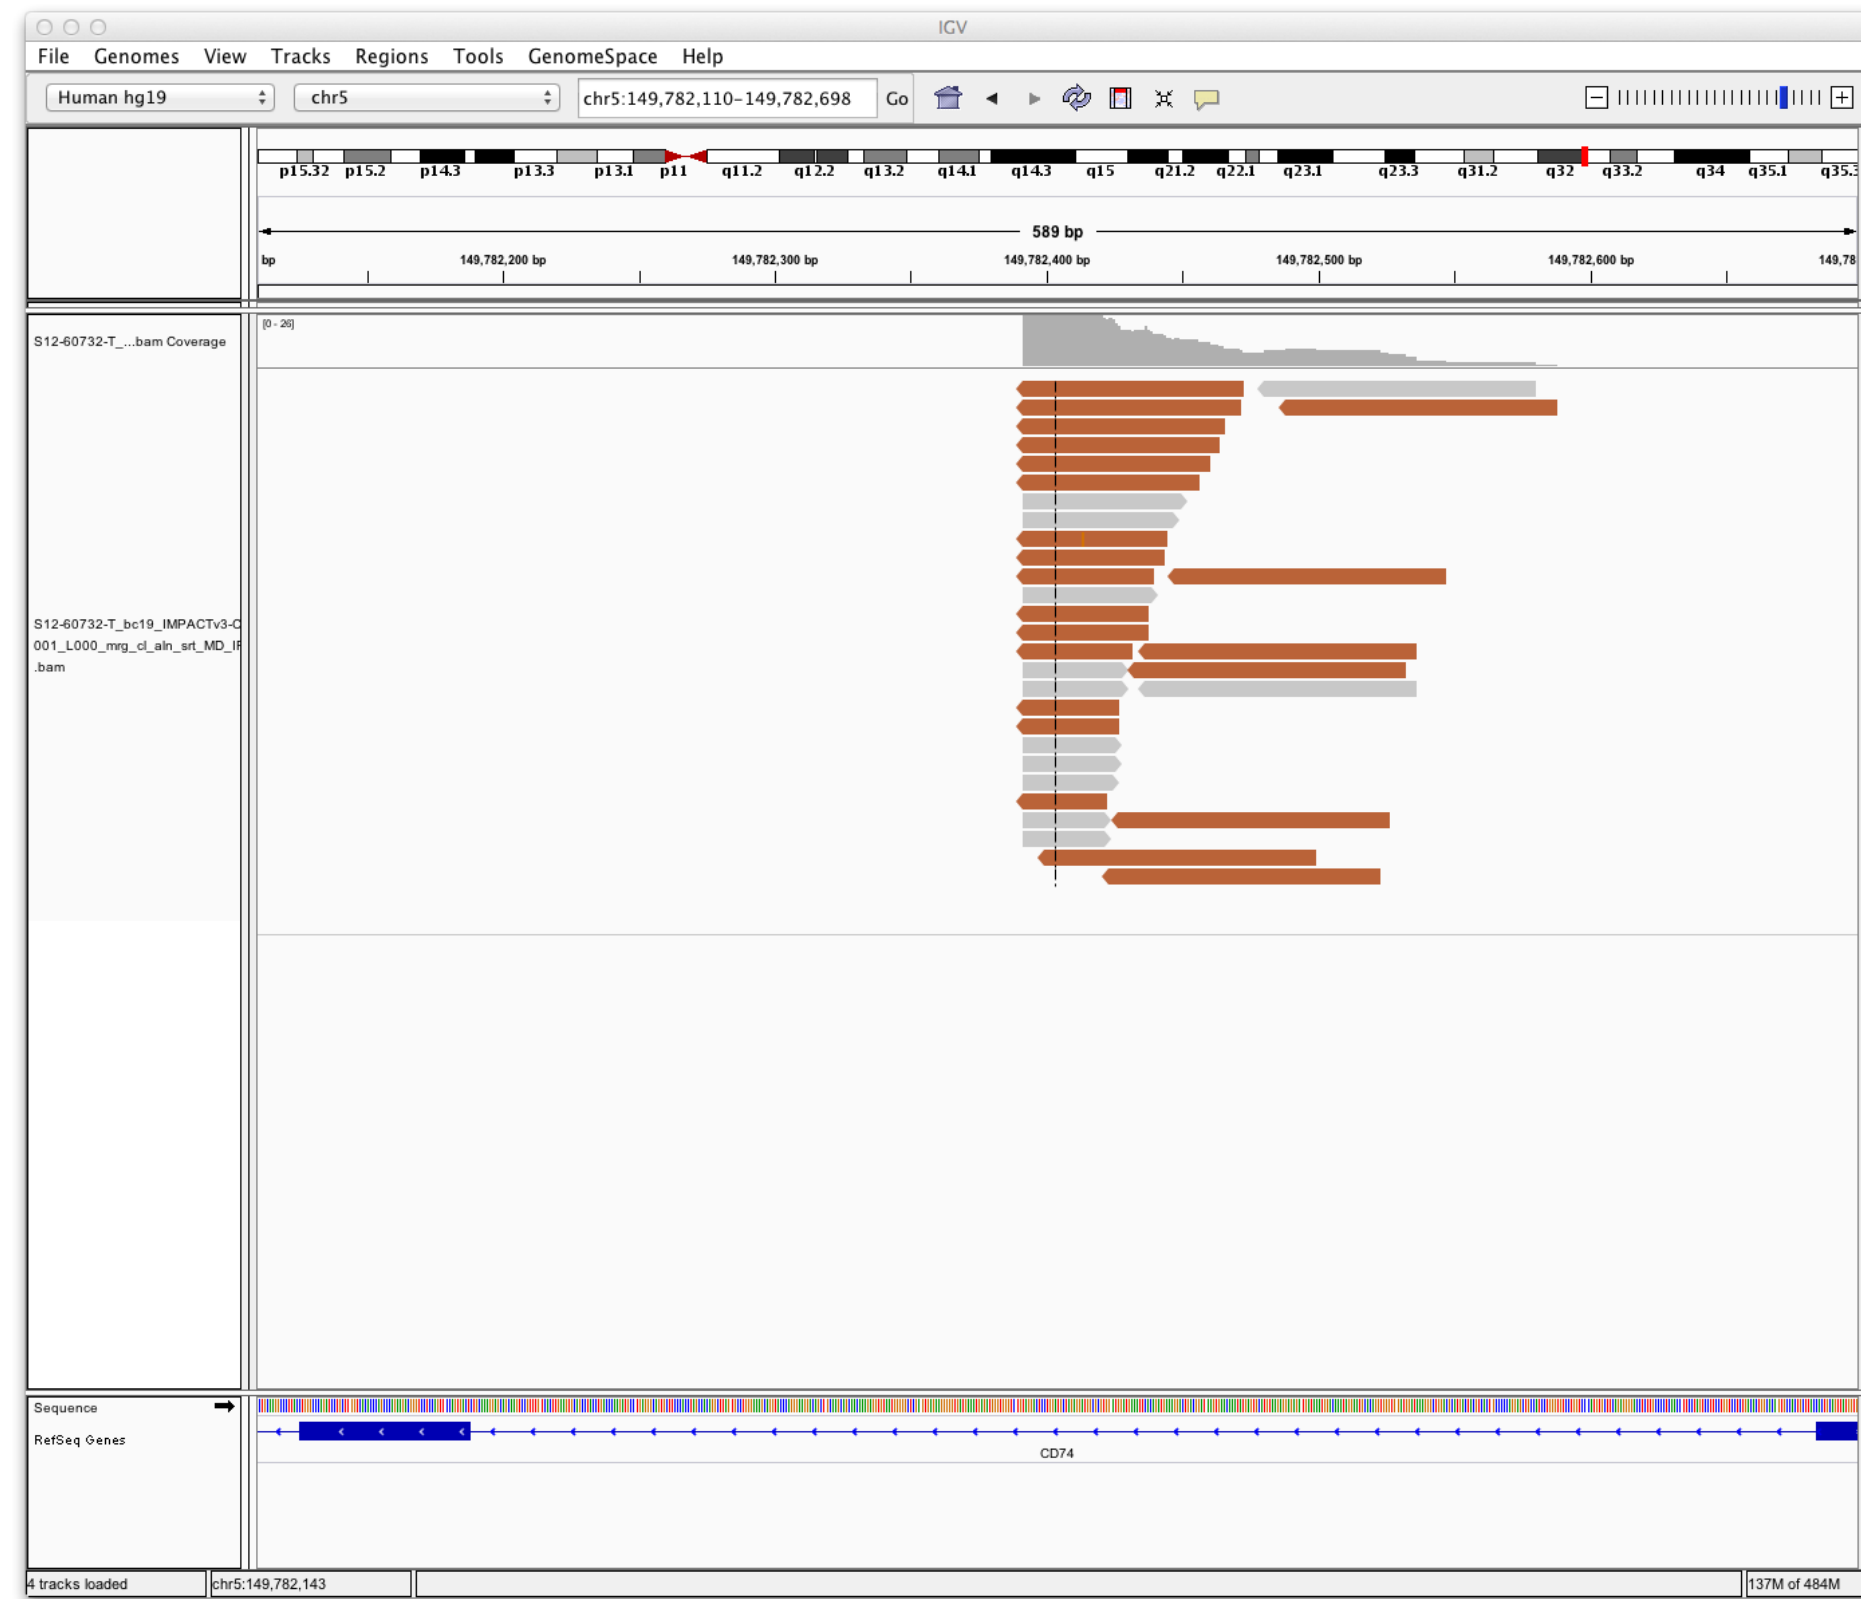 IGV
File Genomes View Tracks Regions Tools GenomeSpace Help
Human hg19 chr5 chr5:149,782,110-149,782,698 Go
p15.32 p15.2 p14.3 p13.3 p13.1 p11 q11.2 q12.2 q13.2 q14.1 q14.3 q15 q21.2 q22.1 q23.1 q23.3 q31.2 q32 q33.2 q34 q35.1 q35.3
589 bp
bp 149,782,200 bp 149,782,300 bp 149,782,400 bp 149,782,500 bp 149,782,600 bp 149,78
[0 - 26]
S12-60732-T_...bam Coverage
S12-60732-T_bc19_IMPACTv3-C
001_L000_mrg_cl_aln_srt_MD_IF
.bam
Sequence
RefSeq Genes
CD74
4 tracks loaded chr5:149,782,143 137M of 484M